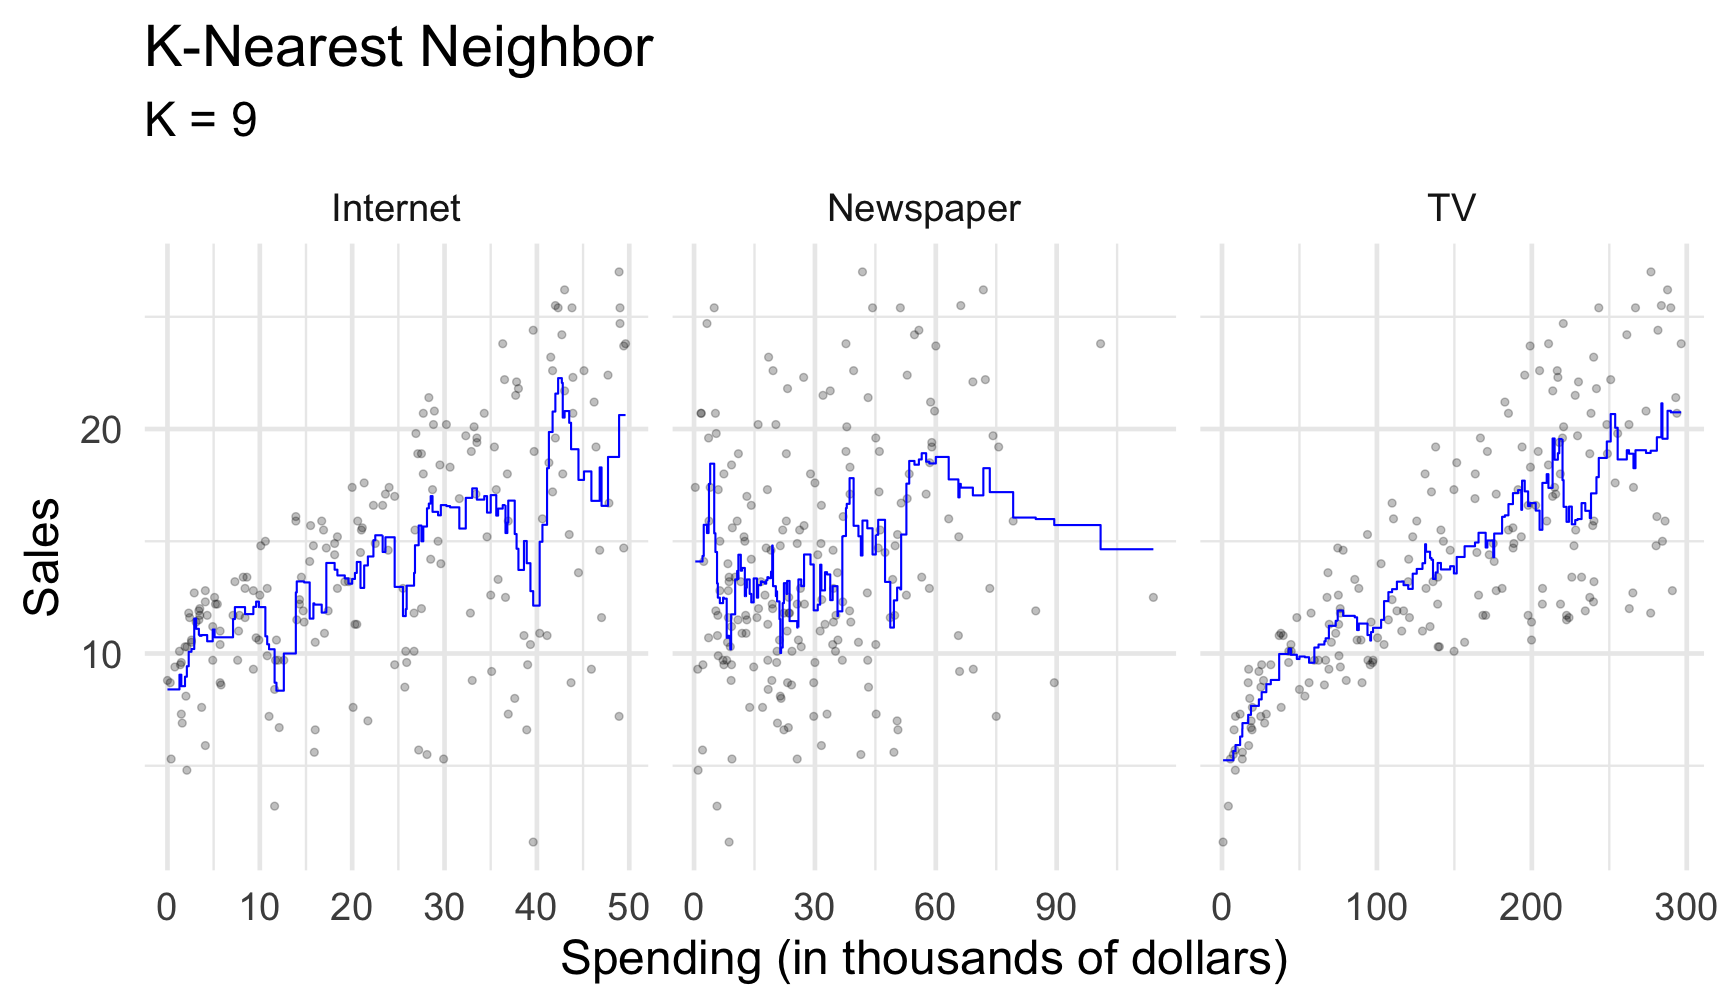 K-Nearest Neighbor
K = 9
Internet Newspaper TV
Sales
20
10
0 10 20 30 40 50 0 30 60 90 0 100 200 300
Spending (in thousands of dollars)